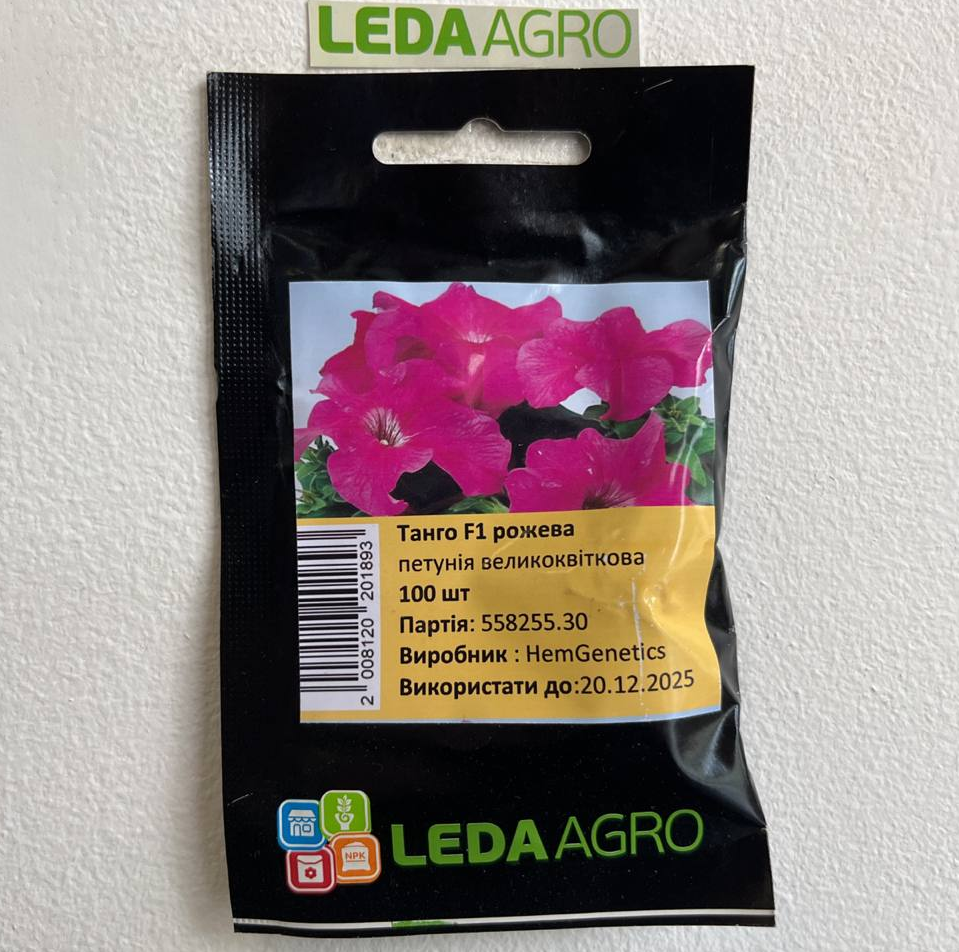 LEDA AGRO
Танго F1 рожева
петунія великоквіткова
100 шт
Партія: 558255.30
Виробник : HemGenetics
Використати до:20.12.2025
2 008120 201893
NPK
LEDA AGRO